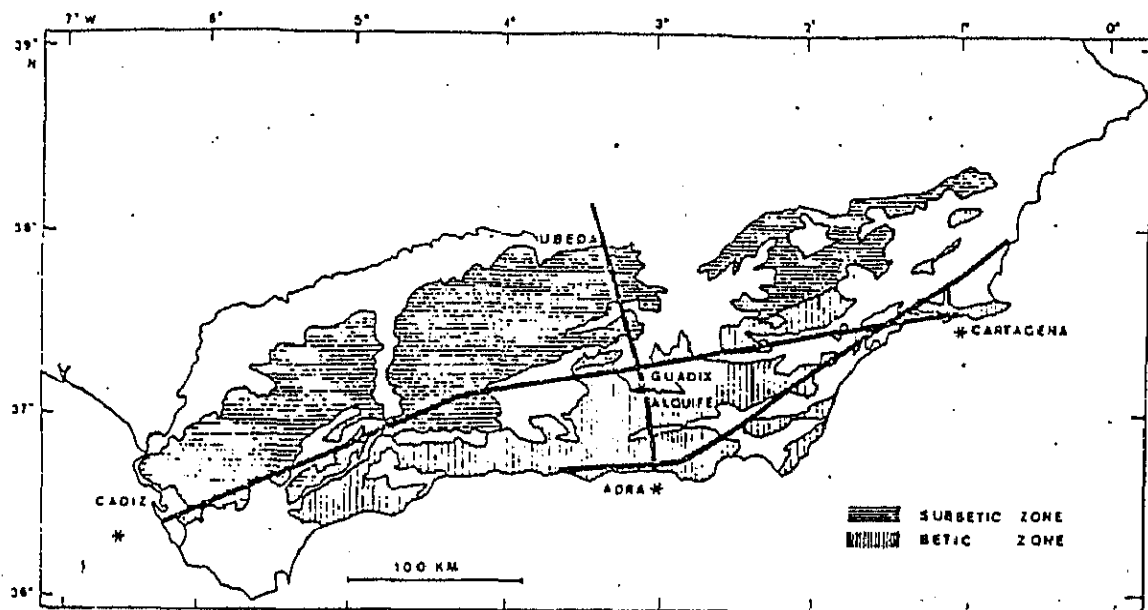 7° W 6° 5° 4° 3° 2° 1° 0°
39°
N
38°
UBEDA
CARTAGENA
GUADIX
ALQUIFE
37°
ADRA
CADIZ
SUBBETIC ZONE
BETIC ZONE
100 KM
36°